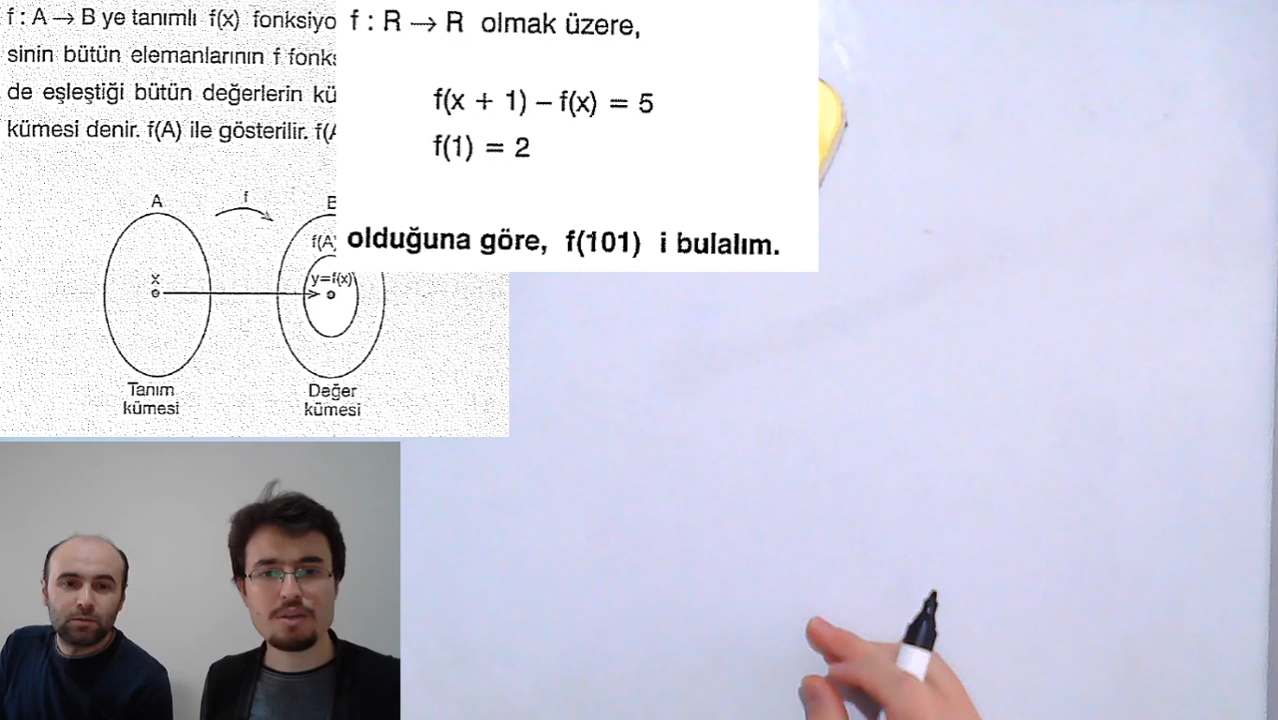 f : A → B ye tanımlı f(x) fonksiyo
sinin bütün elemanlarının f fonk
de eşleştiği bütün değerlerin kü
kümesi denir. f(A) ile gösterilir. f(A
A
f
B
f(A)
x
y=f(x)
Tanım
kümesi
Değer
kümesi
f : R → R olmak üzere,
f(x + 1) – f(x) = 5
f(1) = 2
olduğuna göre, f(101) i bulalım.